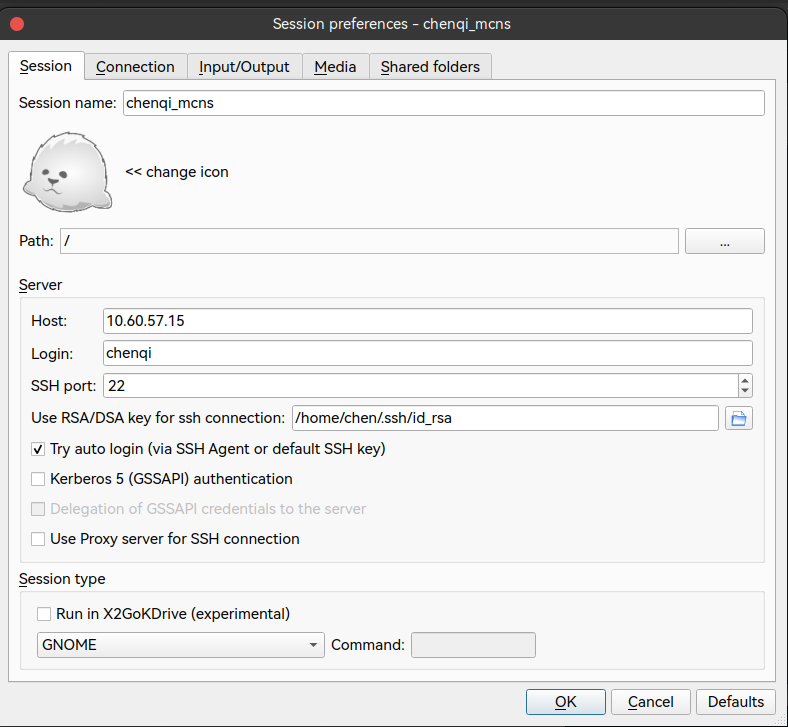 Session preferences - chenqi_mcns
Session Connection Input/Output Media Shared folders
Session name: chenqi_mcns
<< change icon
Path: / ...
Server
Host: 10.60.57.15
Login: chenqi
SSH port: 22
Use RSA/DSA key for ssh connection: /home/chen/.ssh/id_rsa
Try auto login (via SSH Agent or default SSH key)
Kerberos 5 (GSSAPI) authentication
Delegation of GSSAPI credentials to the server
Use Proxy server for SSH connection
Session type
Run in X2GoKDrive (experimental)
GNOME Command:
OK Cancel Defaults